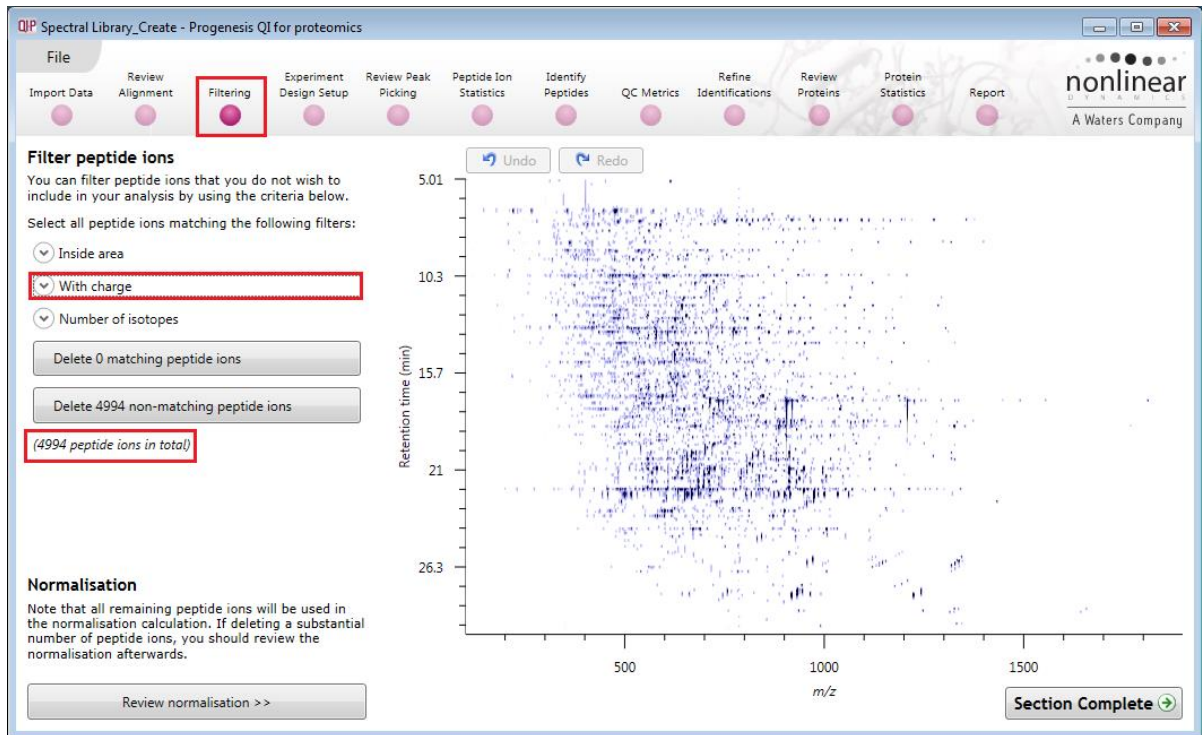 QIP Spectral Library_Create - Progenesis QI for proteomics
File
Import Data
Review
Alignment
Filtering
Experiment
Design Setup
Review Peak
Picking
Peptide Ion
Statistics
Identify
Peptides
QC Metrics
Refine
Identifications
Review
Proteins
Protein
Statistics
Report
nonlinear
DYNAMICS
A Waters Company
Filter peptide ions
You can filter peptide ions that you do not wish to
include in your analysis by using the criteria below.
Select all peptide ions matching the following filters:
Inside area
With charge
Number of isotopes
Delete 0 matching peptide ions
Delete 4994 non-matching peptide ions
(4994 peptide ions in total)
Normalisation
Note that all remaining peptide ions will be used in
the normalisation calculation. If deleting a substantial
number of peptide ions, you should review the
normalisation afterwards.
Review normalisation >>
Undo
Redo
5.01
10.3
15.7
21
26.3
Retention time (min)
500
1000
1500
m/z
Section Complete